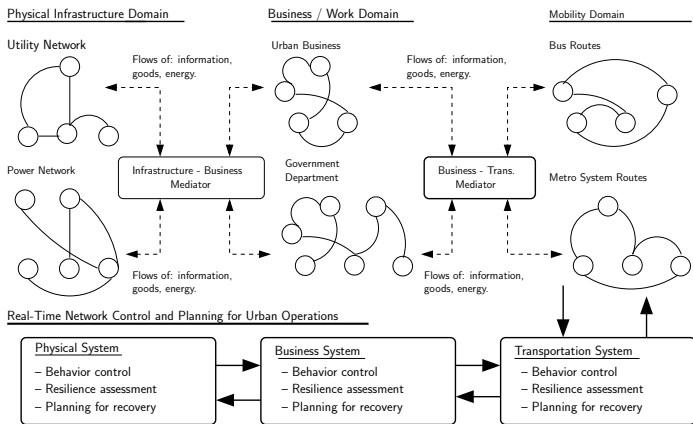 Physical Infrastructure Domain
Business / Work Domain
Mobility Domain
Utility Network
Flows of: information,
goods, energy.
Urban Business
Flows of: information,
goods, energy.
Bus Routes
Power Network
Infrastructure - Business
Mediator
Government
Department
Business - Trans.
Mediator
Metro System Routes
Flows of: information,
goods, energy.
Flows of: information,
goods, energy.
Real-Time Network Control and Planning for Urban Operations
Physical System
– Behavior control
– Resilience assessment
– Planning for recovery
Business System
– Behavior control
– Resilience assessment
– Planning for recovery
Transportation System
– Behavior control
– Resilience assessment
– Planning for recovery